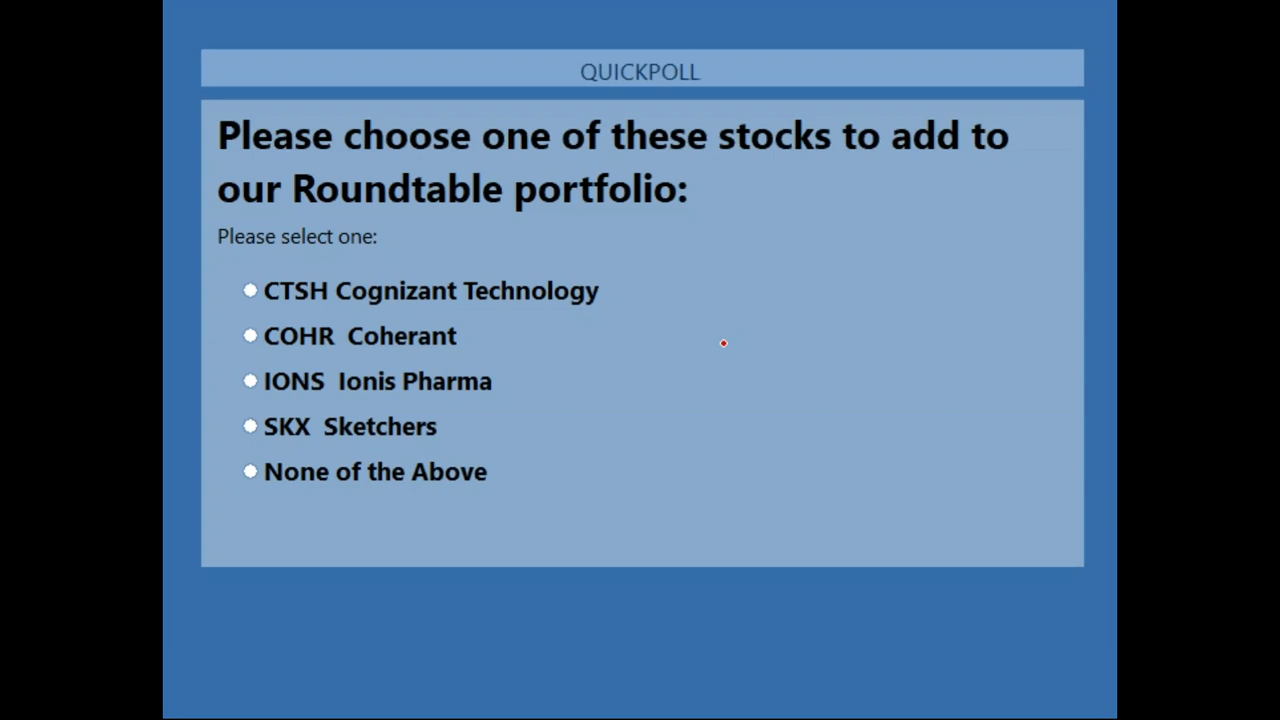 QUICKPOLL
Please choose one of these stocks to add to
our Roundtable portfolio:
Please select one:
CTSH Cognizant Technology
COHR  Coherant
IONS  Ionis Pharma
SKX  Sketchers
None of the Above